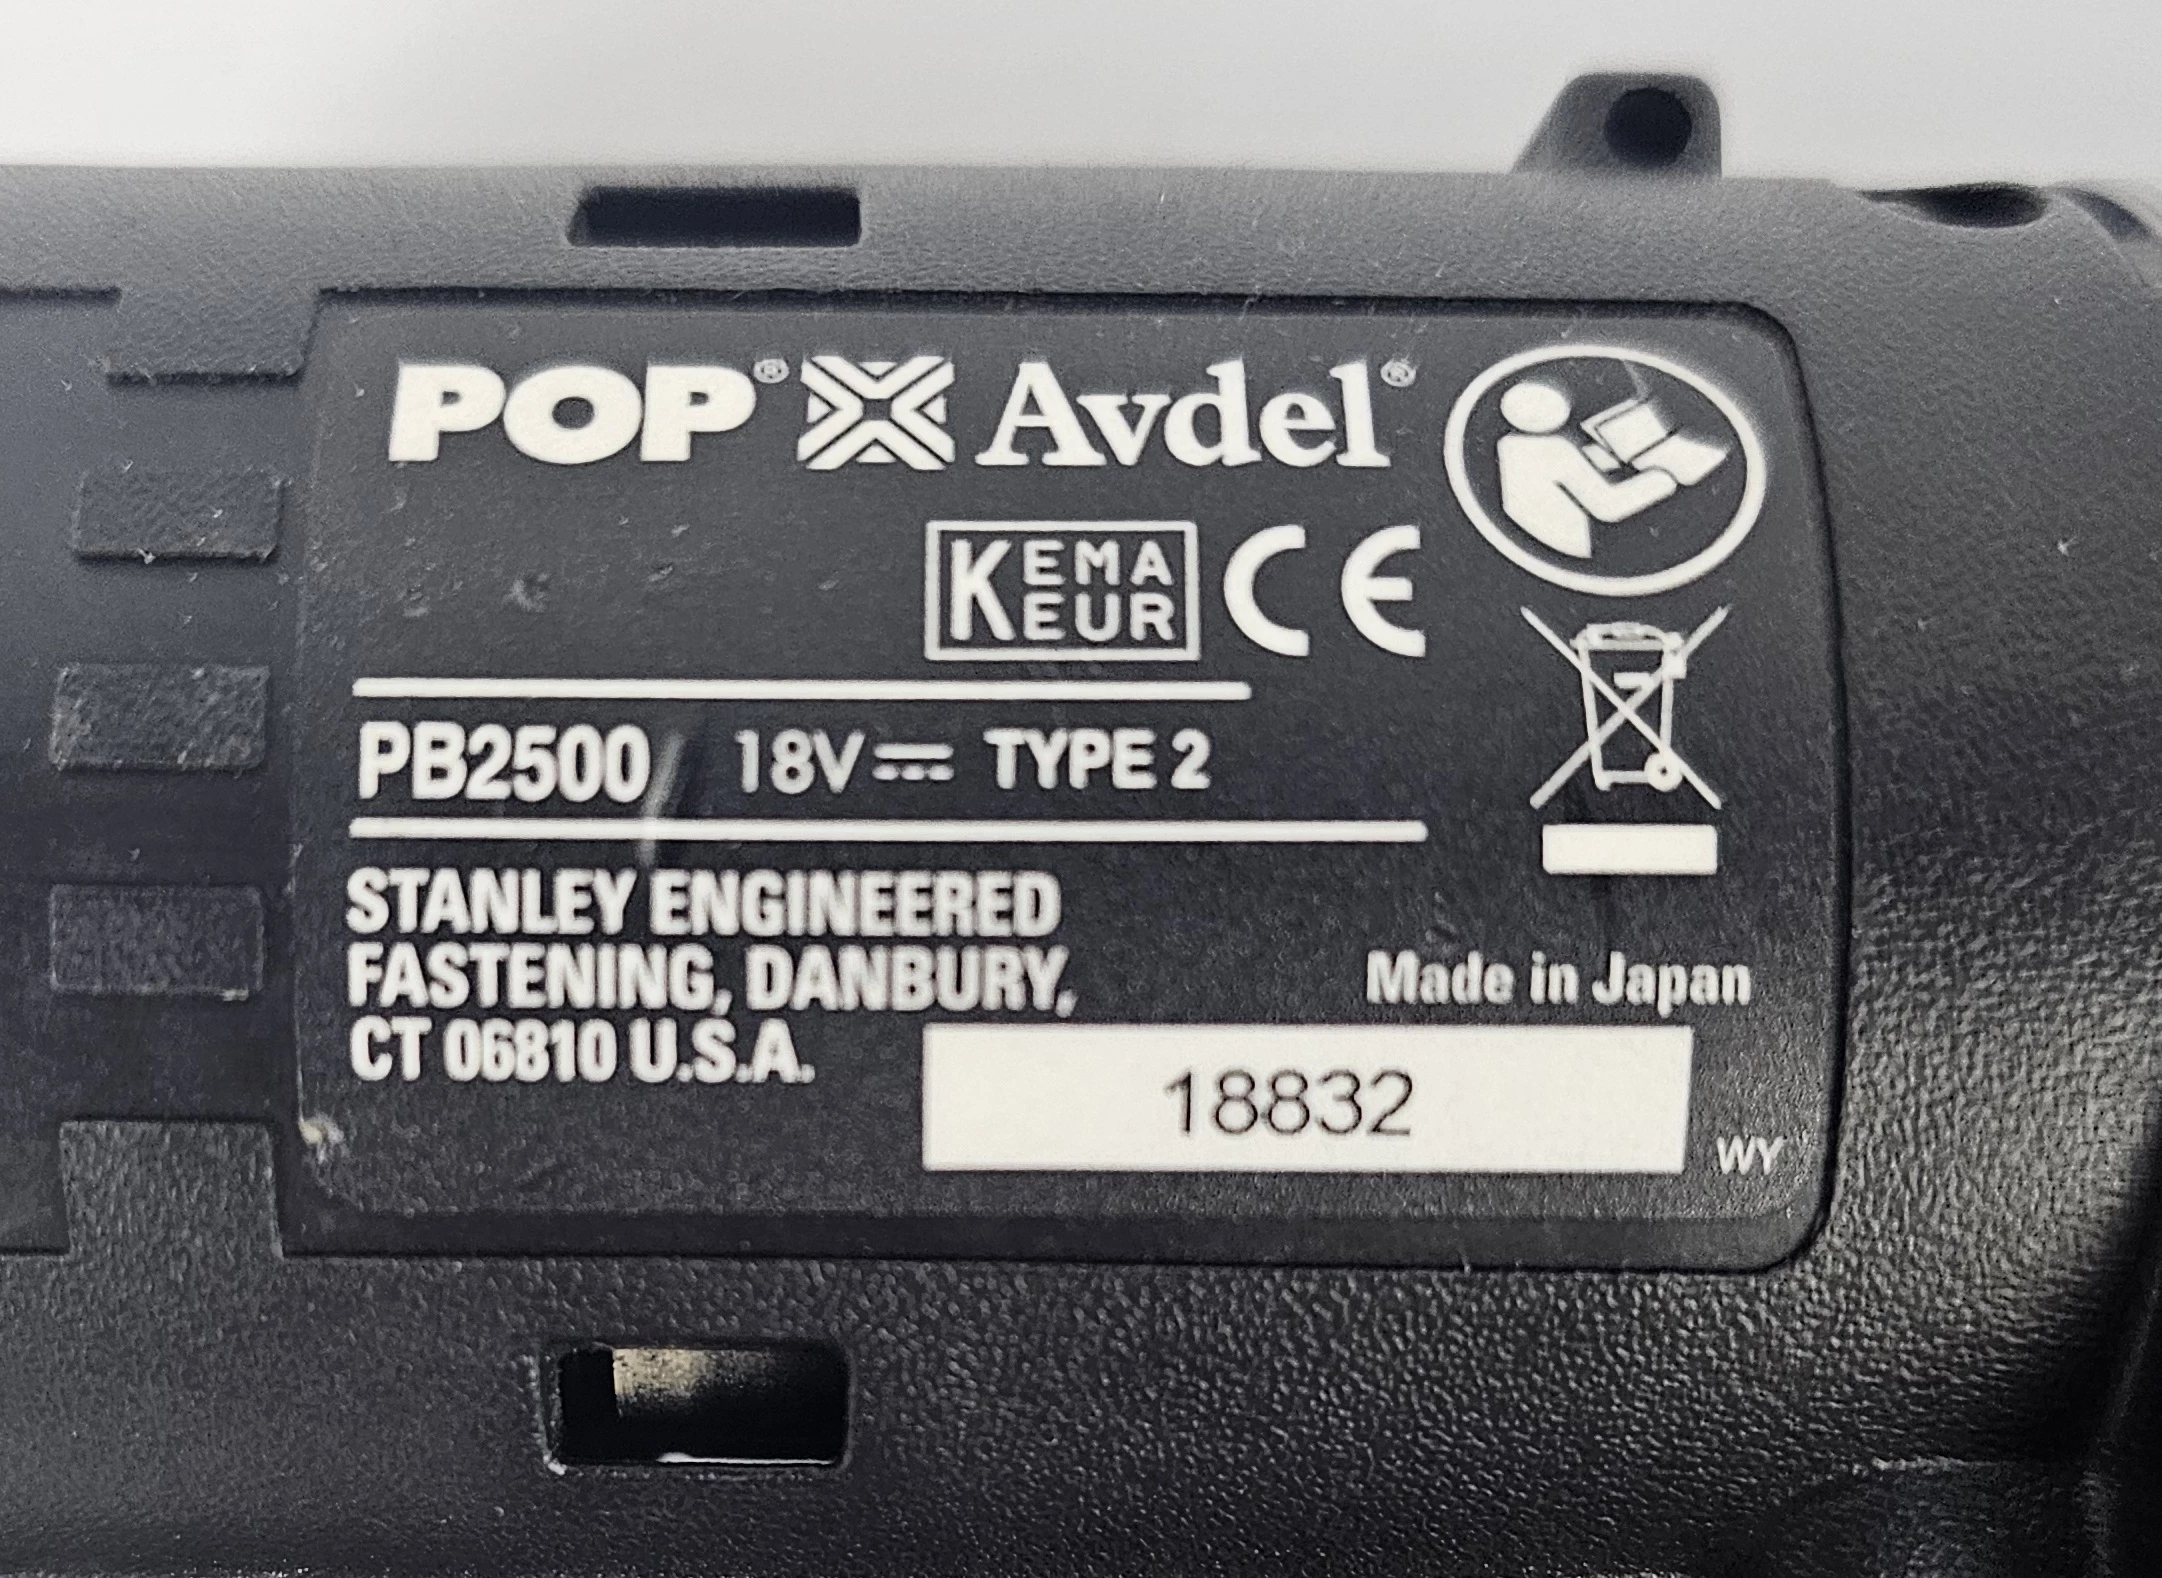 POP® Avdel®
KEMA
KEUR
CE
PB2500 18V TYPE 2
STANLEY ENGINEERED
FASTENING, DANBURY,
CT 06810 U.S.A.
Made in Japan
18832
WY